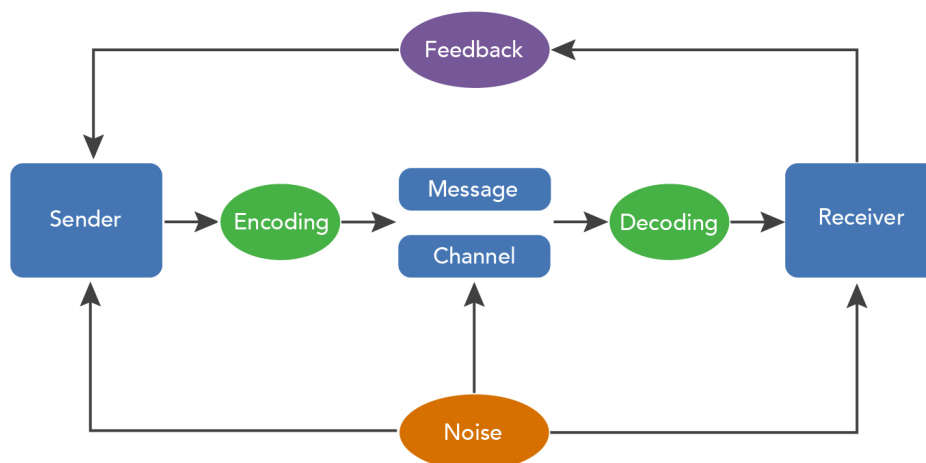 Feedback
Sender
Encoding
Message
Channel
Decoding
Receiver
Noise